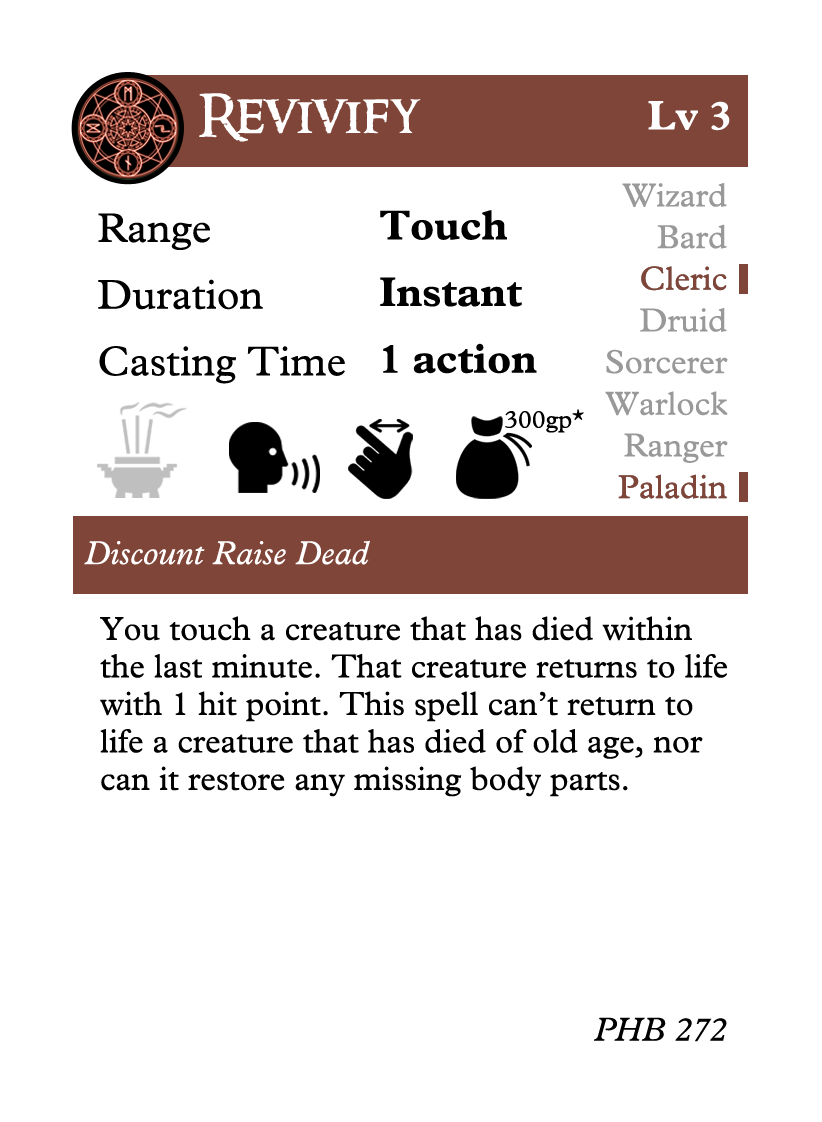 Revivify
Lv 3
Range Touch
Duration Instant
Casting Time 1 action
300gp*
Wizard
Bard
Cleric
Druid
Sorcerer
Warlock
Ranger
Paladin
Discount Raise Dead
You touch a creature that has died within
the last minute. That creature returns to life
with 1 hit point. This spell can’t return to
life a creature that has died of old age, nor
can it restore any missing body parts.
PHB 272